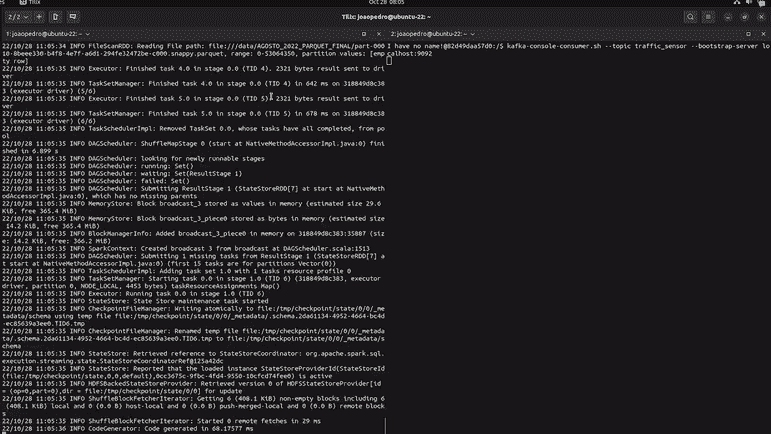 Tilix
Oct 28 08:05
2 / 2
Tilix: joaopedro@ubuntu-22: ~
1: joaopedro@ubuntu-22: ~
2: joaopedro@ubuntu-22: ~
22/10/28 11:05:34 INFO FileScanRDD: Reading File path: file:///data/AGOSTO_2022_PARQUET_FINAL/part-000
snappy.parquet, range: 0-53064350, partition values: [emp
ty row]
22/10/28 11:05:35 INFO Executor: Finished task 4.0 in stage 0.0 (TID 4). 2321 bytes result sent to dri
ver
22/10/28 11:05:35 INFO TaskSetManager: Finished task 4.0 in stage 0.0 (TID 4) in 642 ms on 318849d8c38
3 (executor driver) (5/6)
22/10/28 11:05:35 INFO Executor: Finished task 5.0 in stage 0.0 (TID 5). 2321 bytes result sent to dri
ver
22/10/28 11:05:35 INFO TaskSetManager: Finished task 5.0 in stage 0.0 (TID 5) in 678 ms on 318849d8c38
3 (executor driver) (6/6)
22/10/28 11:05:35 INFO TaskSchedulerImpl: Removed TaskSet 0.0, whose tasks have all completed, from po
ol
22/10/28 11:05:35 INFO DAGScheduler: ShuffleMapStage 0 (start at NativeMethodAccessorImpl.java:0) fini
shed in 6.899 s
22/10/28 11:05:35 INFO DAGScheduler: looking for newly runnable stages
22/10/28 11:05:35 INFO DAGScheduler: running: Set()
22/10/28 11:05:35 INFO DAGScheduler: waiting: Set(ResultStage 1)
22/10/28 11:05:35 INFO DAGScheduler: failed: Set()
22/10/28 11:05:35 INFO DAGScheduler: Submitting ResultStage 1 (StateStoreRDD[7] at start at NativeMeth
odAccessorImpl.java:0), which has no missing parents
22/10/28 11:05:35 INFO MemoryStore: Block broadcast_3 stored as values in memory (estimated size 29.6
KiB, free 365.4 MiB)
22/10/28 11:05:35 INFO MemoryStore: Block broadcast_3_piece0 stored as bytes in memory (estimated size
14.2 KiB, free 365.4 MiB)
22/10/28 11:05:35 INFO BlockManagerInfo: Added broadcast_3_piece0 in memory on 318849d8c383:35887 (siz
e: 14.2 KiB, free: 366.2 MiB)
22/10/28 11:05:35 INFO SparkContext: Created broadcast 3 from broadcast at DAGScheduler.scala:1513
22/10/28 11:05:35 INFO DAGScheduler: Submitting 1 missing tasks from ResultStage 1 (StateStoreRDD[7] a
t start at NativeMethodAccessorImpl.java:0) (first 15 tasks are for partitions Vector(0))
22/10/28 11:05:35 INFO TaskSchedulerImpl: Adding task set 1.0 with 1 tasks resource profile 0
22/10/28 11:05:35 INFO TaskSetManager: Starting task 0.0 in stage 1.0 (TID 6) (318849d8c383, executor
driver, partition 0, NODE_LOCAL, 4453 bytes) taskResourceAssignments Map()
22/10/28 11:05:35 INFO Executor: Running task 0.0 in stage 1.0 (TID 6)
22/10/28 11:05:35 INFO StateStore: State Store maintenance task started
22/10/28 11:05:35 INFO CheckpointFileManager: Writing atomically to file:/tmp/checkpoint/state/0/0/_me
tadata/schema using temp file file:/tmp/checkpoint/state/0/0/_metadata/.schema.2da61134-4952-4664-bc4d
-ec85639a3ee0.TID6.tmp
22/10/28 11:05:35 INFO CheckpointFileManager: Renamed temp file file:/tmp/checkpoint/state/0/0/_metada
ta/.schema.2da61134-4952-4664-bc4d-ec85639a3ee0.TID6.tmp to file:/tmp/checkpoint/state/0/0/_metadata/s
chema
22/10/28 11:05:35 INFO StateStore: Retrieved reference to StateStoreCoordinator: org.apache.spark.sql.
execution.streaming.state.StateStoreCoordinatorRef@125a42dc
22/10/28 11:05:35 INFO StateStore: Reported that the loaded instance StateStoreProviderId(StateStoreId
(file:/tmp/checkpoint/state,0,0,default),0cc3675c-9fbc-4fd4-9550-10cfcd74fee0) is active
22/10/28 11:05:35 INFO HDFSBackedStateStoreProvider: Retrieved version 0 of HDFSStateStoreProvider[id
= (op=0,part=0),dir = file:/tmp/checkpoint/state/0/0] for update
22/10/28 11:05:35 INFO ShuffleBlockFetcherIterator: Getting 6 (408.1 KiB) non-empty blocks including 6
(408.1 KiB) local and 0 (0.0 B) host-local and 0 (0.0 B) push-merged-local and 0 (0.0 B) remote block
s
22/10/28 11:05:35 INFO ShuffleBlockFetcherIterator: Started 0 remote fetches in 29 ms
22/10/28 11:05:36 INFO CodeGenerator: Code generated in 68.17577 ms
I have no name!@82d49daa57d0:/$ kafka-console-consumer.sh --topic traffic_sensor --bootstrap-server lo
calhost:9092